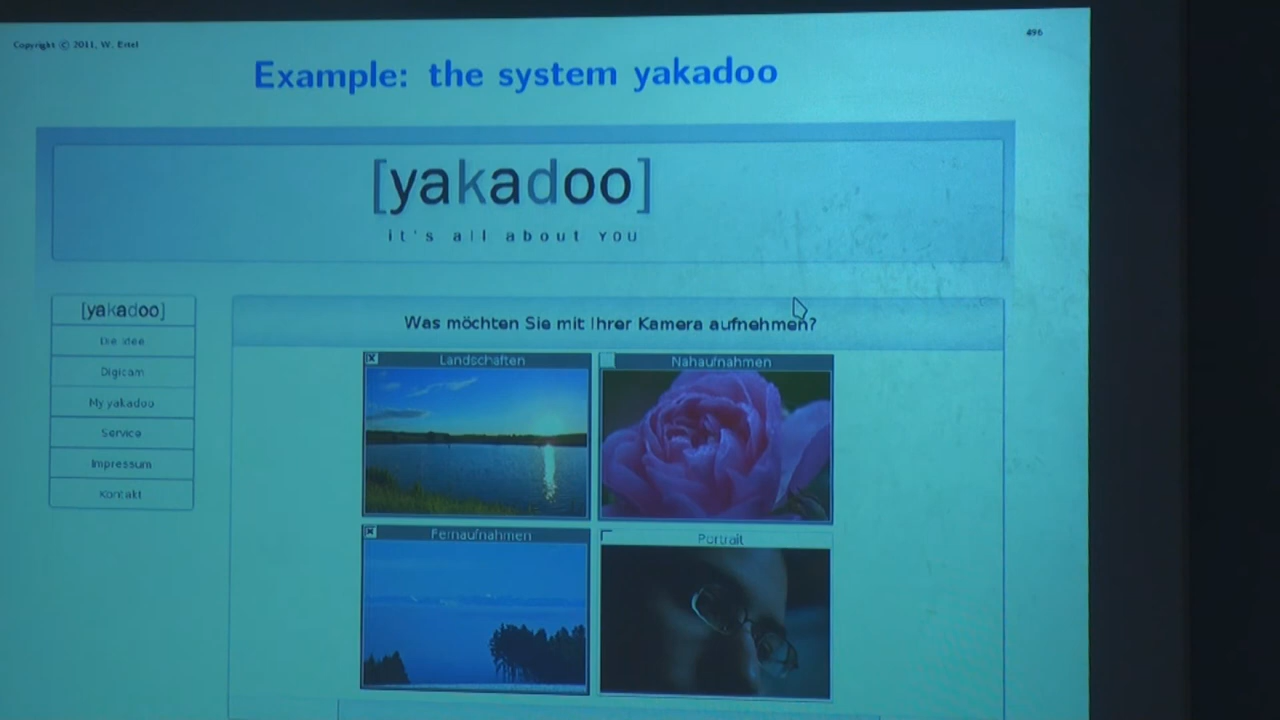 Copyright © 2011, W. Ertel
496
Example: the system yakadoo
[yakadoo]
it's all about YOU
[yakadoo]
Die Idee
Digicam
My yakadoo
Service
Impressum
Kontakt
Was möchten Sie mit Ihrer Kamera aufnehmen?
Landschaften
Nahaufnahmen
Fernaufnahmen
Portrait